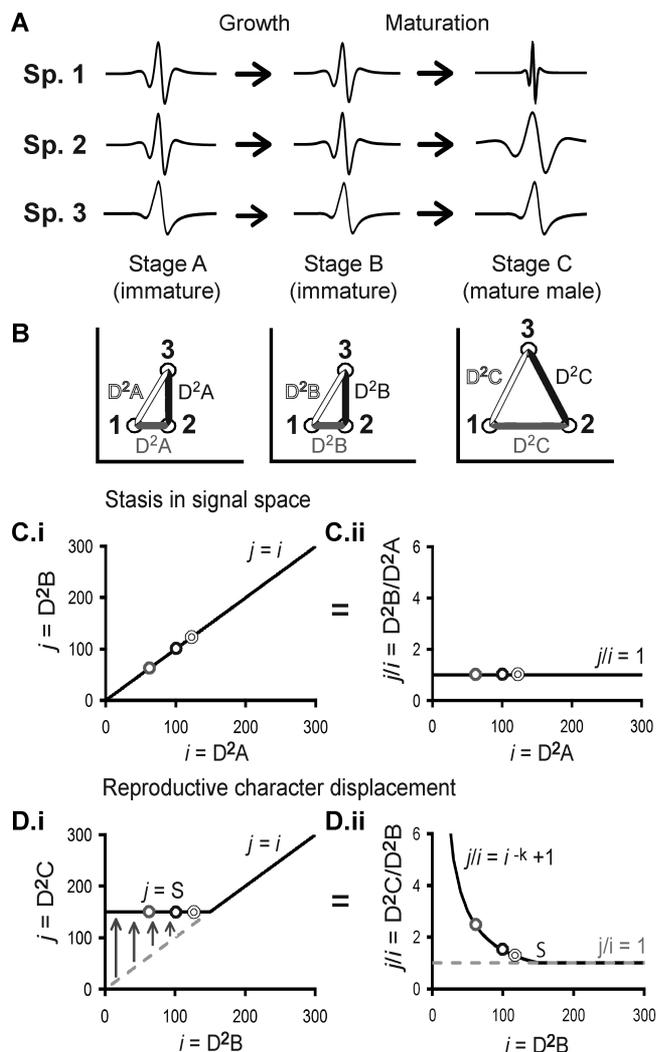 A
Growth Maturation
Sp. 1
Sp. 2
Sp. 3
Stage A Stage B Stage C
(immature) (immature) (mature male)
B
3 3 3
D²A D²A D²B D²B D²C D²C
1 2 1 2 1 2
D²A D²B D²C
Stasis in signal space
C.i C.ii
300 j = i
200
100
0
0 100 200 300
j = D²B
i = D²A
=
6
4
2
0
j/i = 1
0 100 200 300
j/i = D²B/D²A
i = D²A
Reproductive character displacement
D.i D.ii
300 j = i
200
j = S
100
0
0 100 200 300
j = D²C
i = D²B
=
6
j/i = i⁻ᵏ +1
4
2
S j/i = 1
0
0 100 200 300
j/i = D²C/D²B
i = D²B